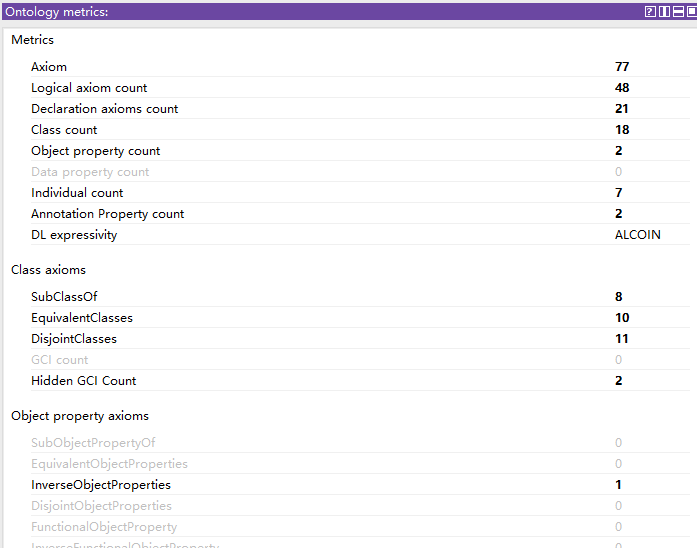 Ontology metrics:
Metrics
Axiom 77
Logical axiom count 48
Declaration axioms count 21
Class count 18
Object property count 2
Data property count 0
Individual count 7
Annotation Property count 2
DL expressivity ALCOIN
Class axioms
SubClassOf 8
EquivalentClasses 10
DisjointClasses 11
GCI count 0
Hidden GCI Count 2
Object property axioms
SubObjectPropertyOf 0
EquivalentObjectProperties 0
InverseObjectProperties 1
DisjointObjectProperties 0
FunctionalObjectProperty 0
InverseFunctionalObjectProperty 0